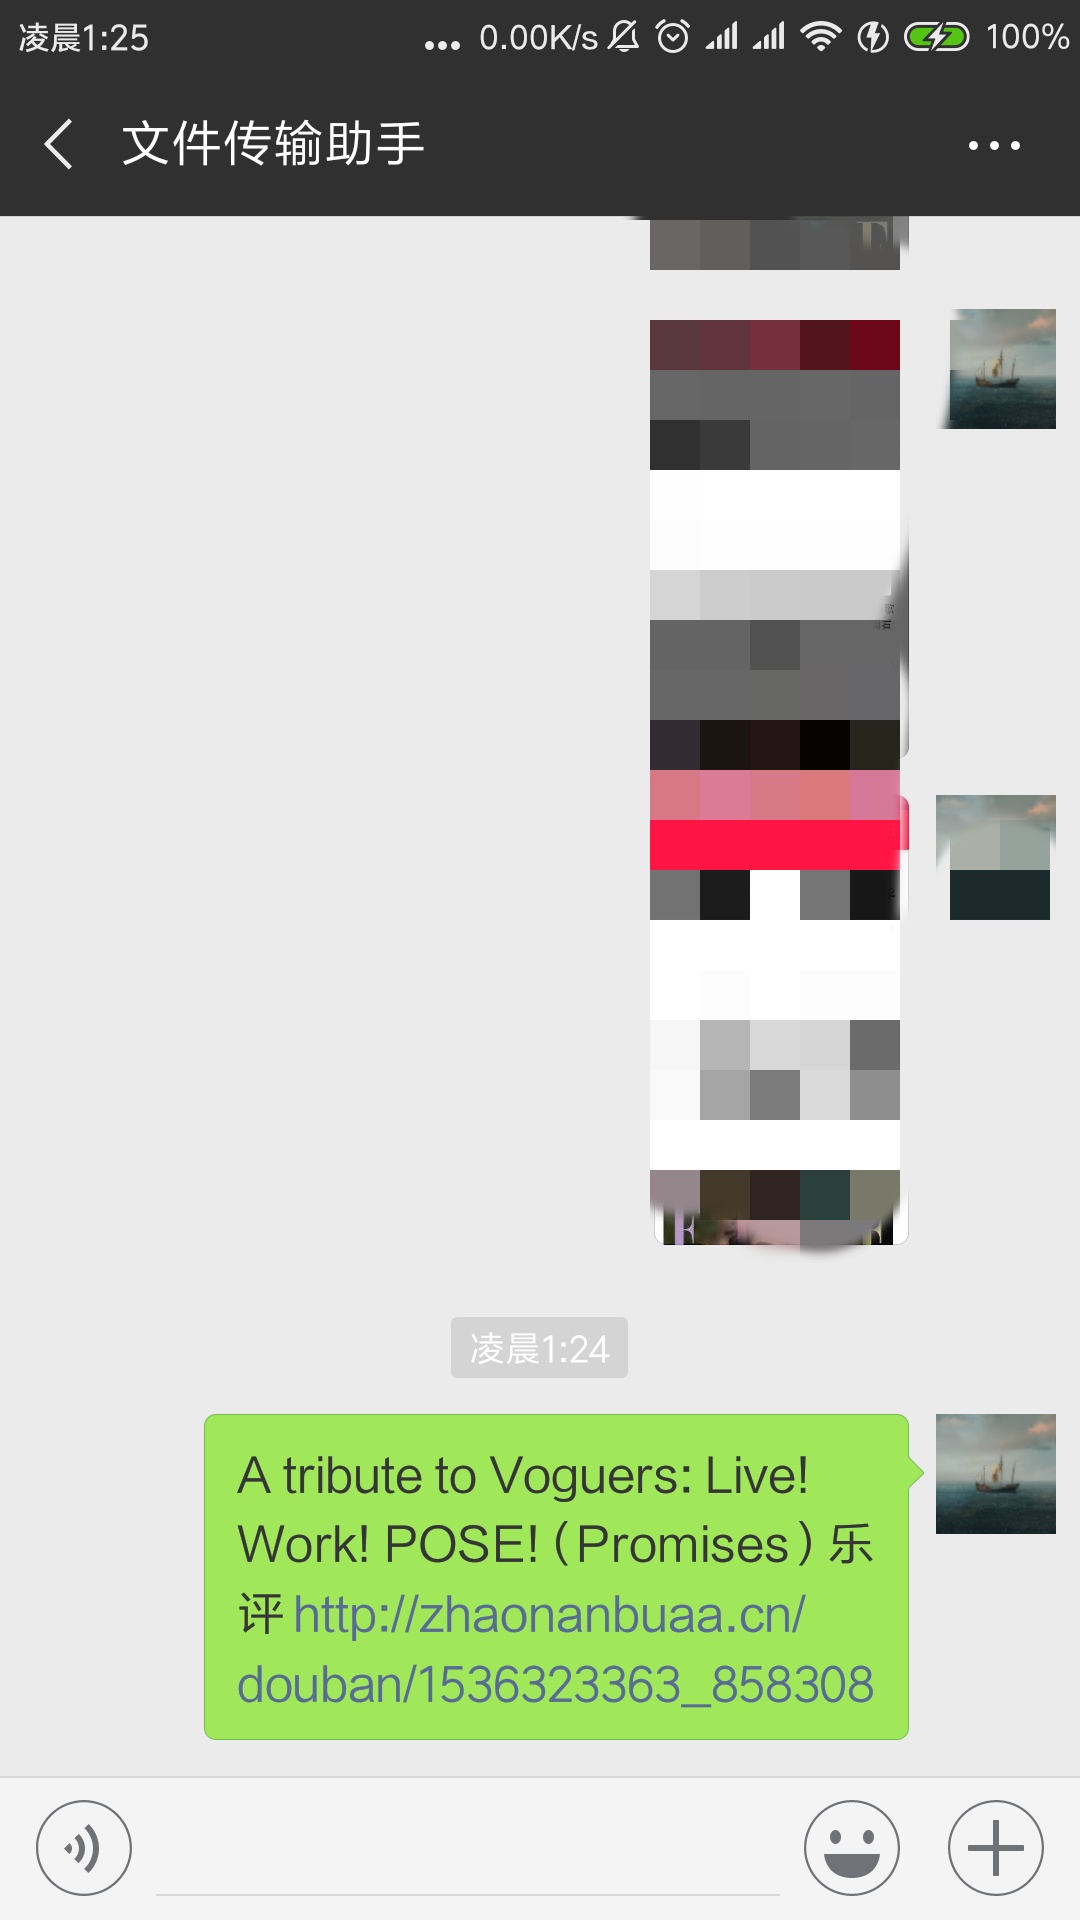 凌晨1:25
... 0.00K/s 100%
文件传输助手
凌晨1:24
A tribute to Voguers: Live!
Work! POSE!（Promises）乐
评 http://zhaonanbuaa.cn/
douban/1536323363_858308